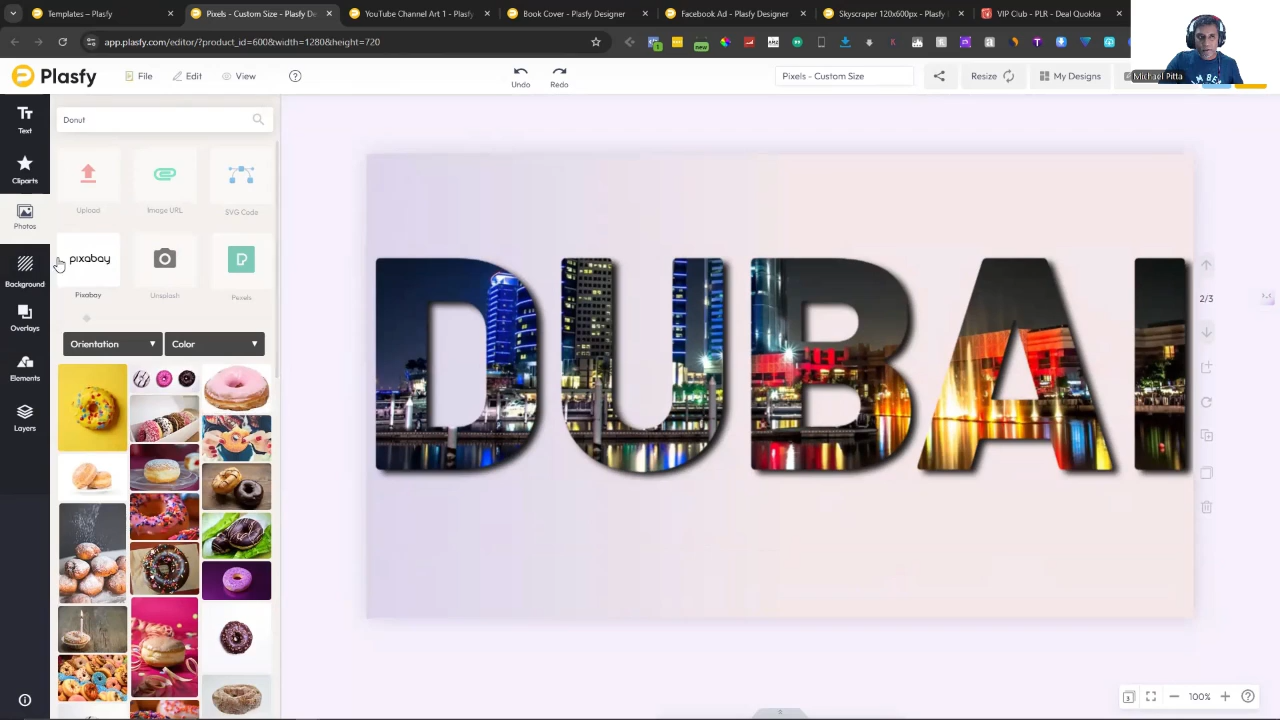 Templates – Plasfy
Pixels - Custom Size - Plasfy De
YouTube Channel Art 1 - Plasfy
Book Cover - Plasfy Designer
Facebook Ad - Plasfy Designer
Skyscraper 120x600px - Plasfy
VIP Club - PLR - Deal Quokka
app.plasfy.com/editor/?product_id=600&width=1280&height=720
Plasfy
File
Edit
View
Undo
Redo
Pixels - Custom Size
Resize
My Designs
Michael Pitta
Text
Cliparts
Photos
Background
Overlays
Elements
Layers
Donut
Upload
Image URL
SVG Code
pixabay
Pixabay
Unsplash
Pexels
Orientation
Color
DUBAI
2/3
3
100%